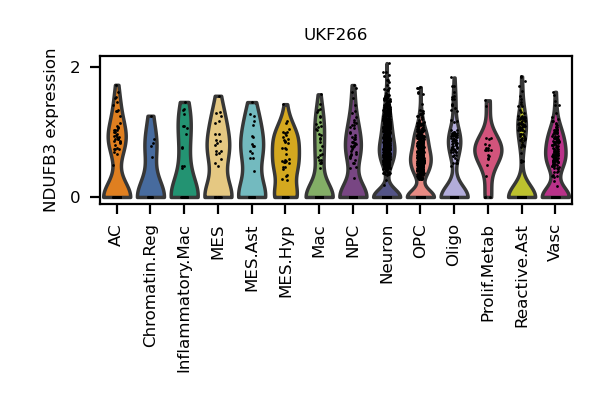 UKF266
NDUFB3 expression
2
0
AC
Chromatin.Reg
Inflammatory.Mac
MES
MES.Ast
MES.Hyp
Mac
NPC
Neuron
OPC
Oligo
Prolif.Metab
Reactive.Ast
Vasc